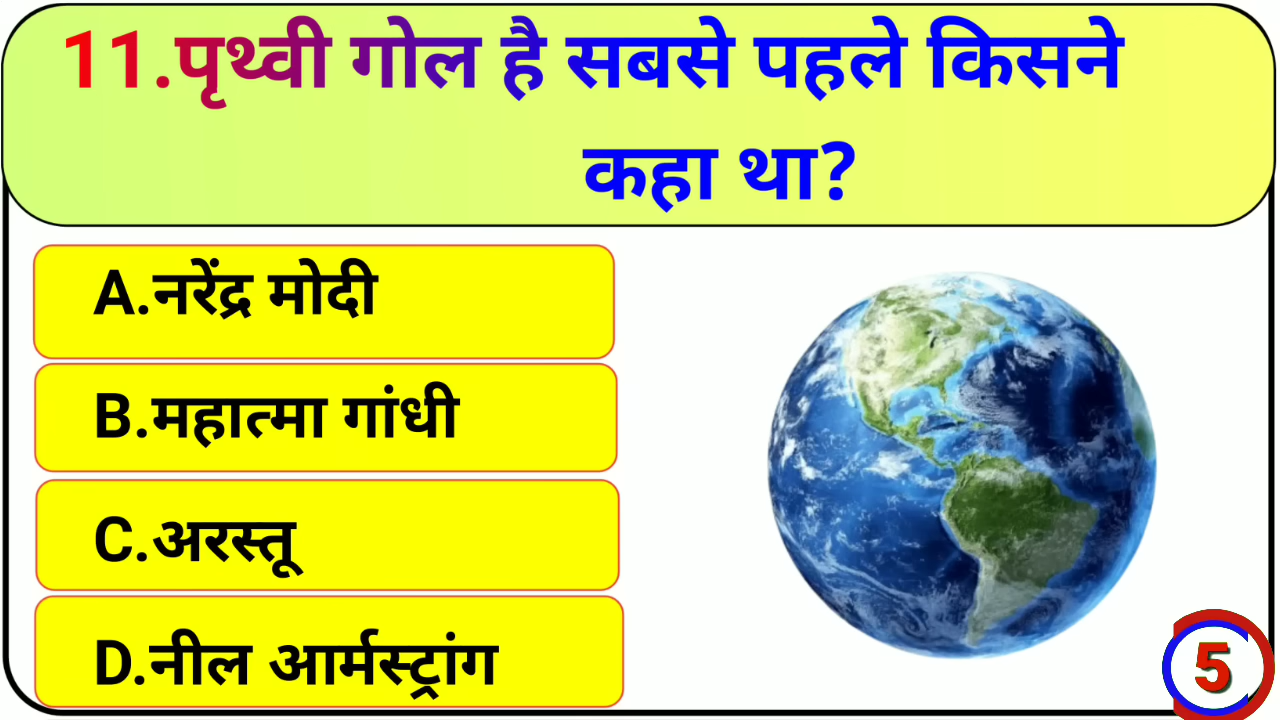 11.पृथ्वी गोल है सबसे पहले किसने
कहा था?
A.नरेंद्र मोदी
B.महात्मा गांधी
C.अरस्तू
D.नील आर्मस्ट्रांग
5